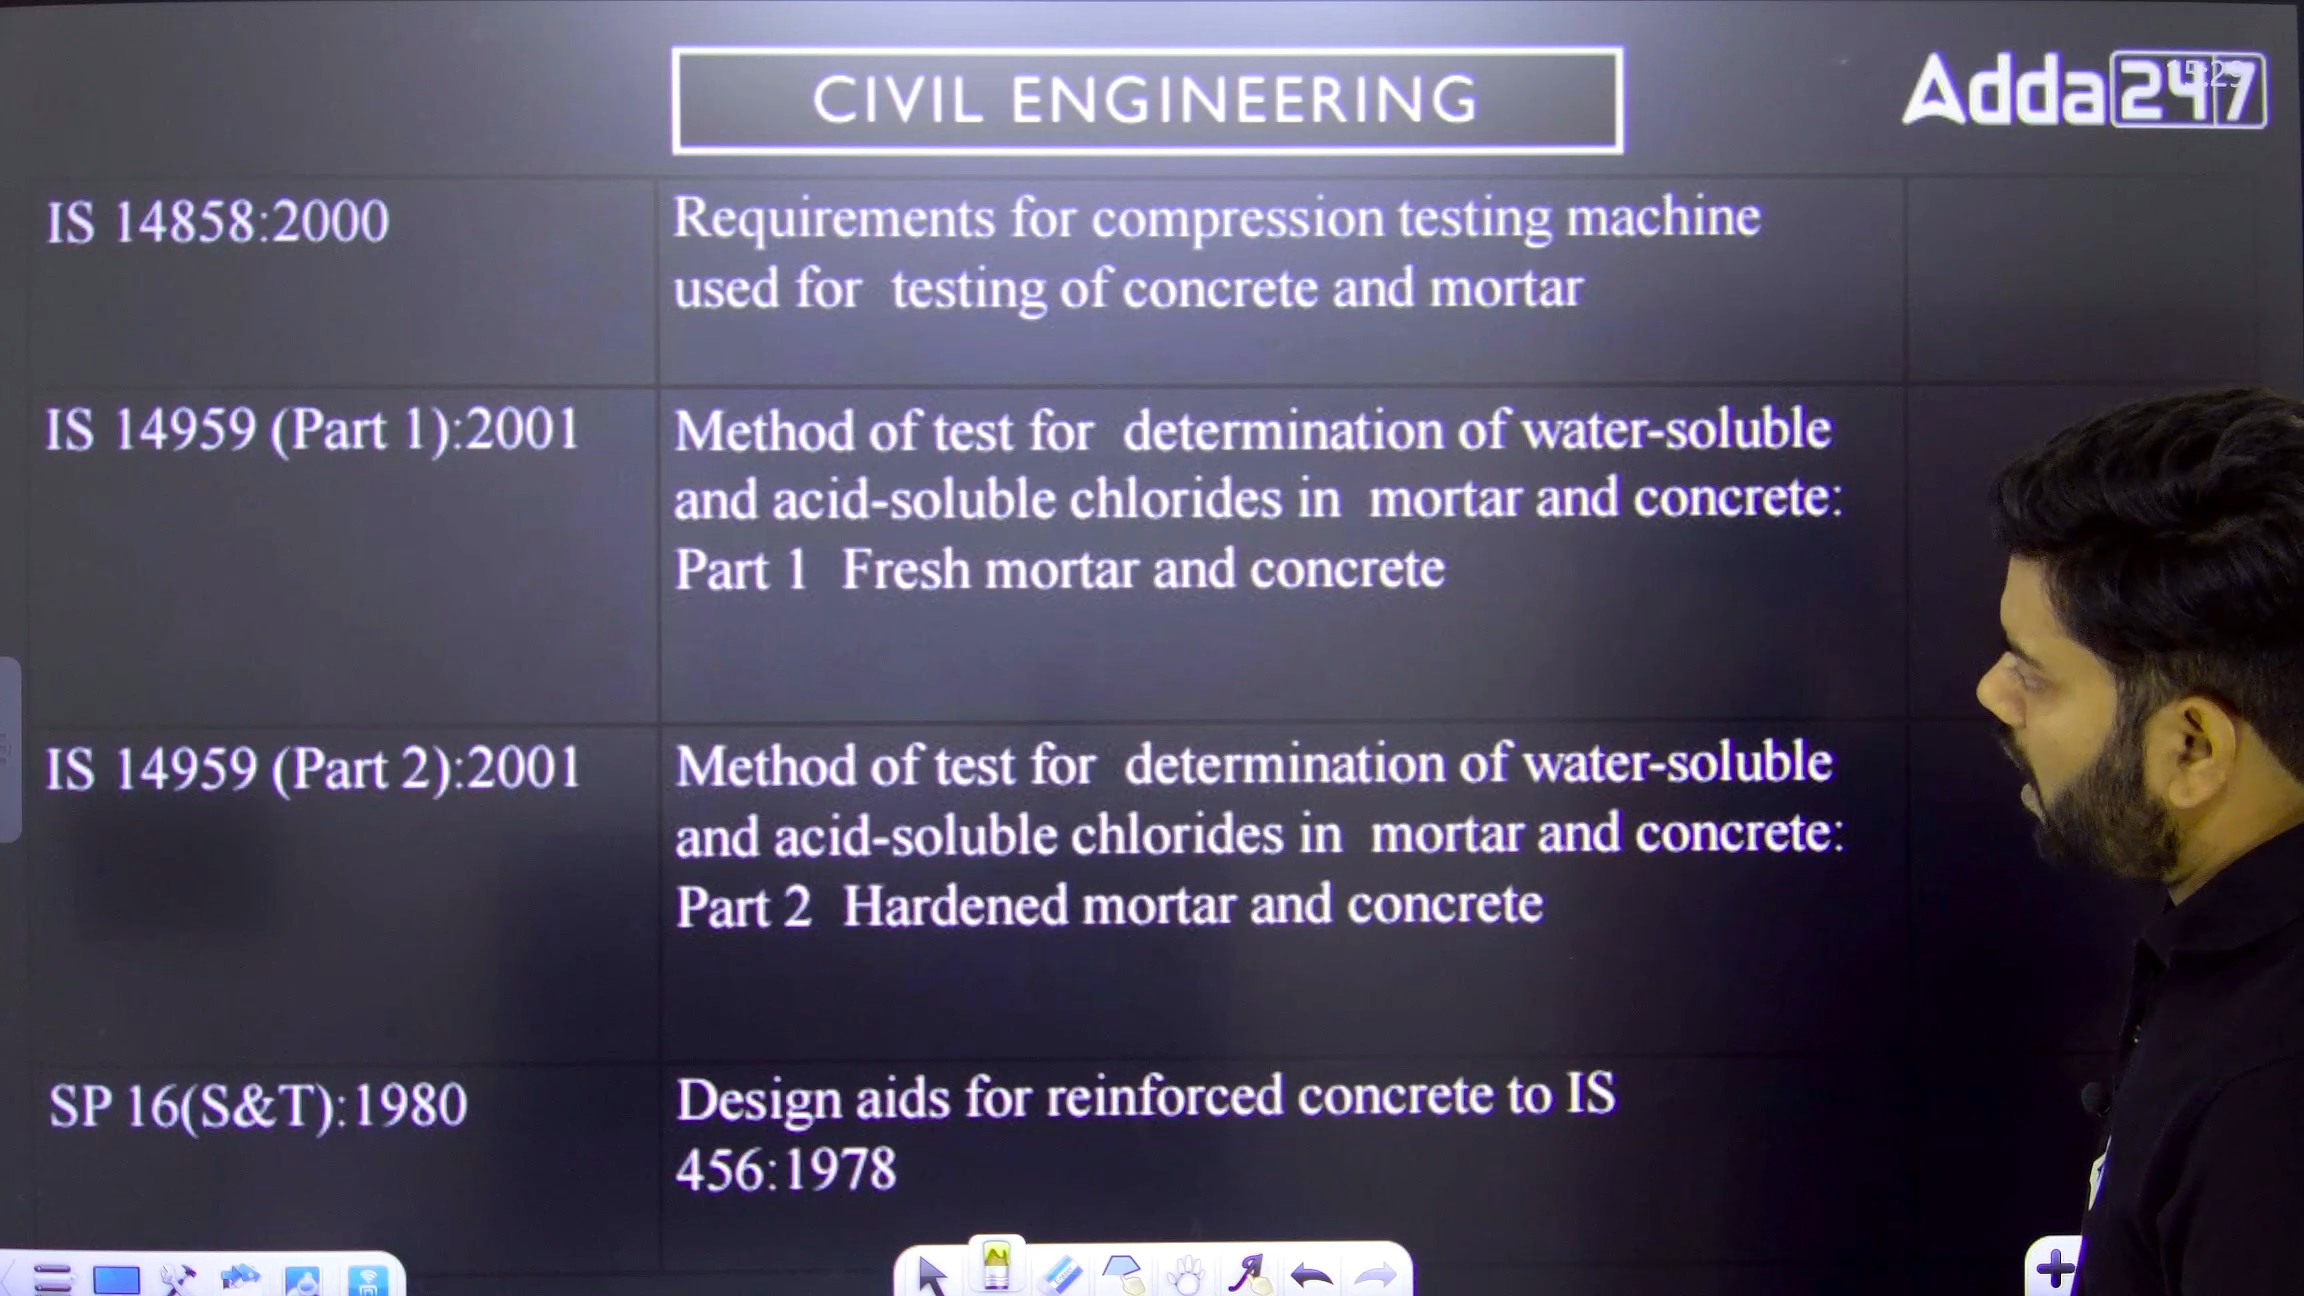 CIVIL ENGINEERING
Adda247
15:29
IS 14858:2000
Requirements for compression testing machine
used for testing of concrete and mortar
IS 14959 (Part 1):2001
Method of test for determination of water-soluble
and acid-soluble chlorides in mortar and concrete:
Part 1 Fresh mortar and concrete
IS 14959 (Part 2):2001
Method of test for determination of water-soluble
and acid-soluble chlorides in mortar and concrete:
Part 2 Hardened mortar and concrete
SP 16(S&T):1980
Design aids for reinforced concrete to IS
456:1978